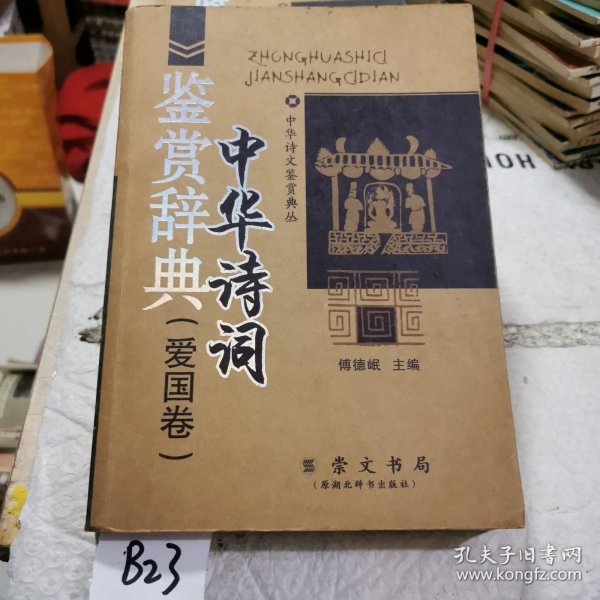 ZHONGHUASHICI
JIANSHANGCIDIAN
中华诗文鉴赏典丛
中华诗词
鉴赏辞典
(爱国卷)
傅德岷 主编
崇文书局
(原湖北辞书出版社)
B23
HO
孔夫子旧书网
www.kongfz.com